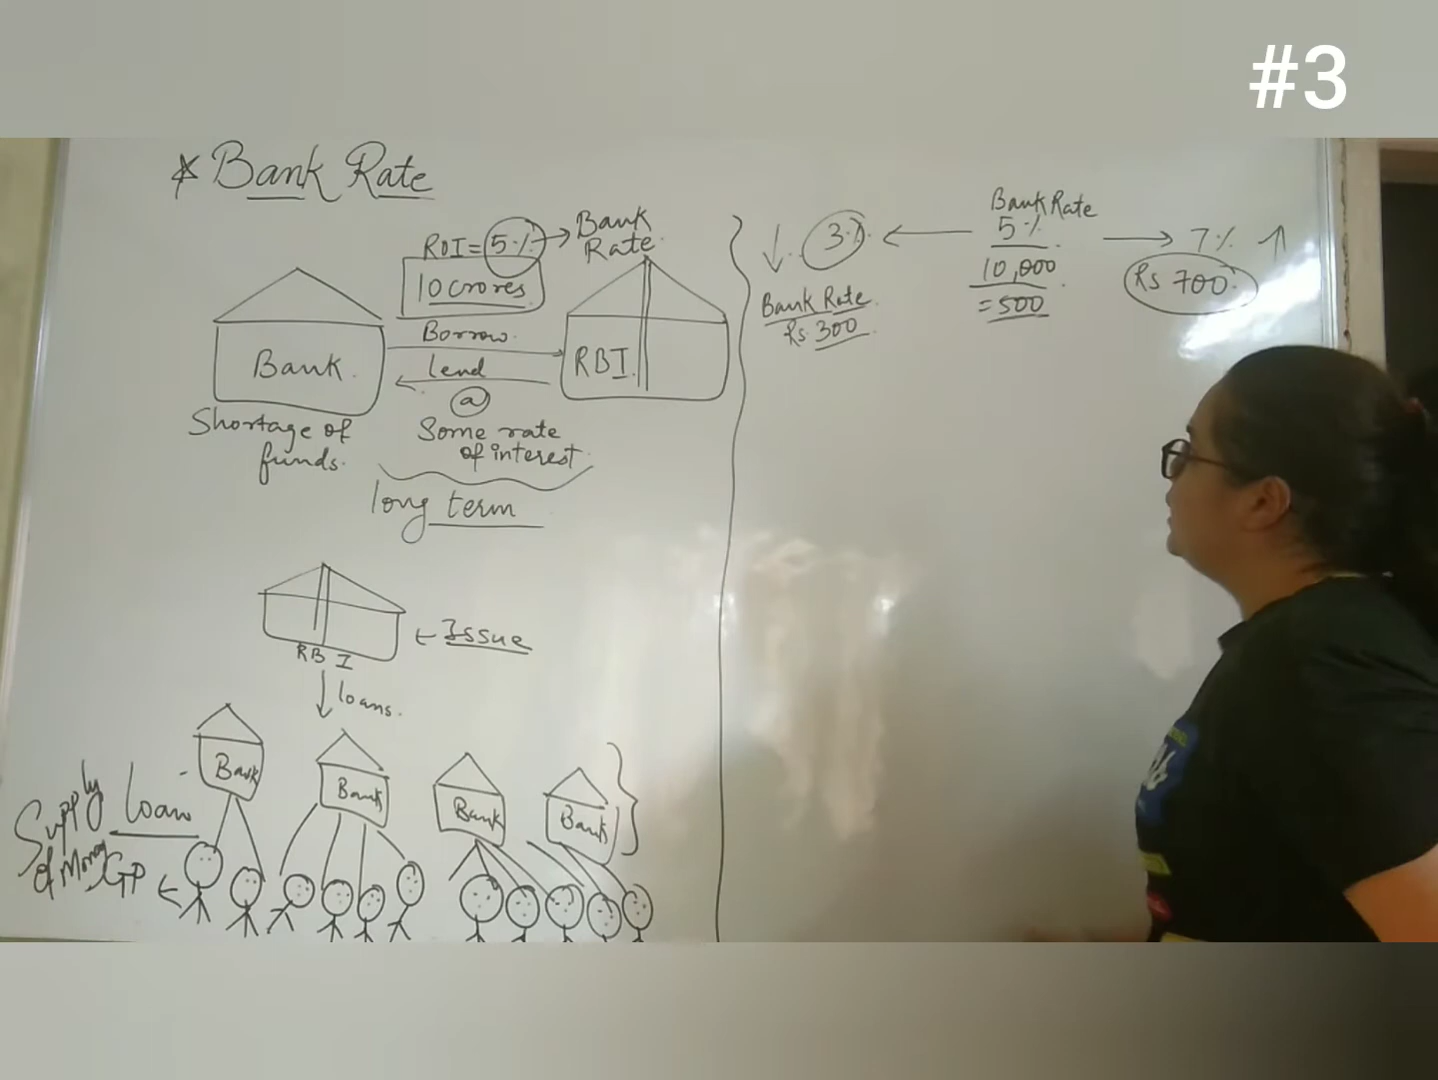 #3
* Bank Rate
ROI = 5% → Bank Rate
10 crores
Borrow.
lend
@
Some rate
of interest.
long term
Bank.
Shortage of
funds.
RBI
RBI
← Issue
loans.
Bank
Bank
Bank
Bank
Supply
of Money
loan
GP ←
Bank Rate
5%
10,000
= 500
← 3% ↓
Bank Rate
Rs. 300
→ 7% ↑
Rs 700.